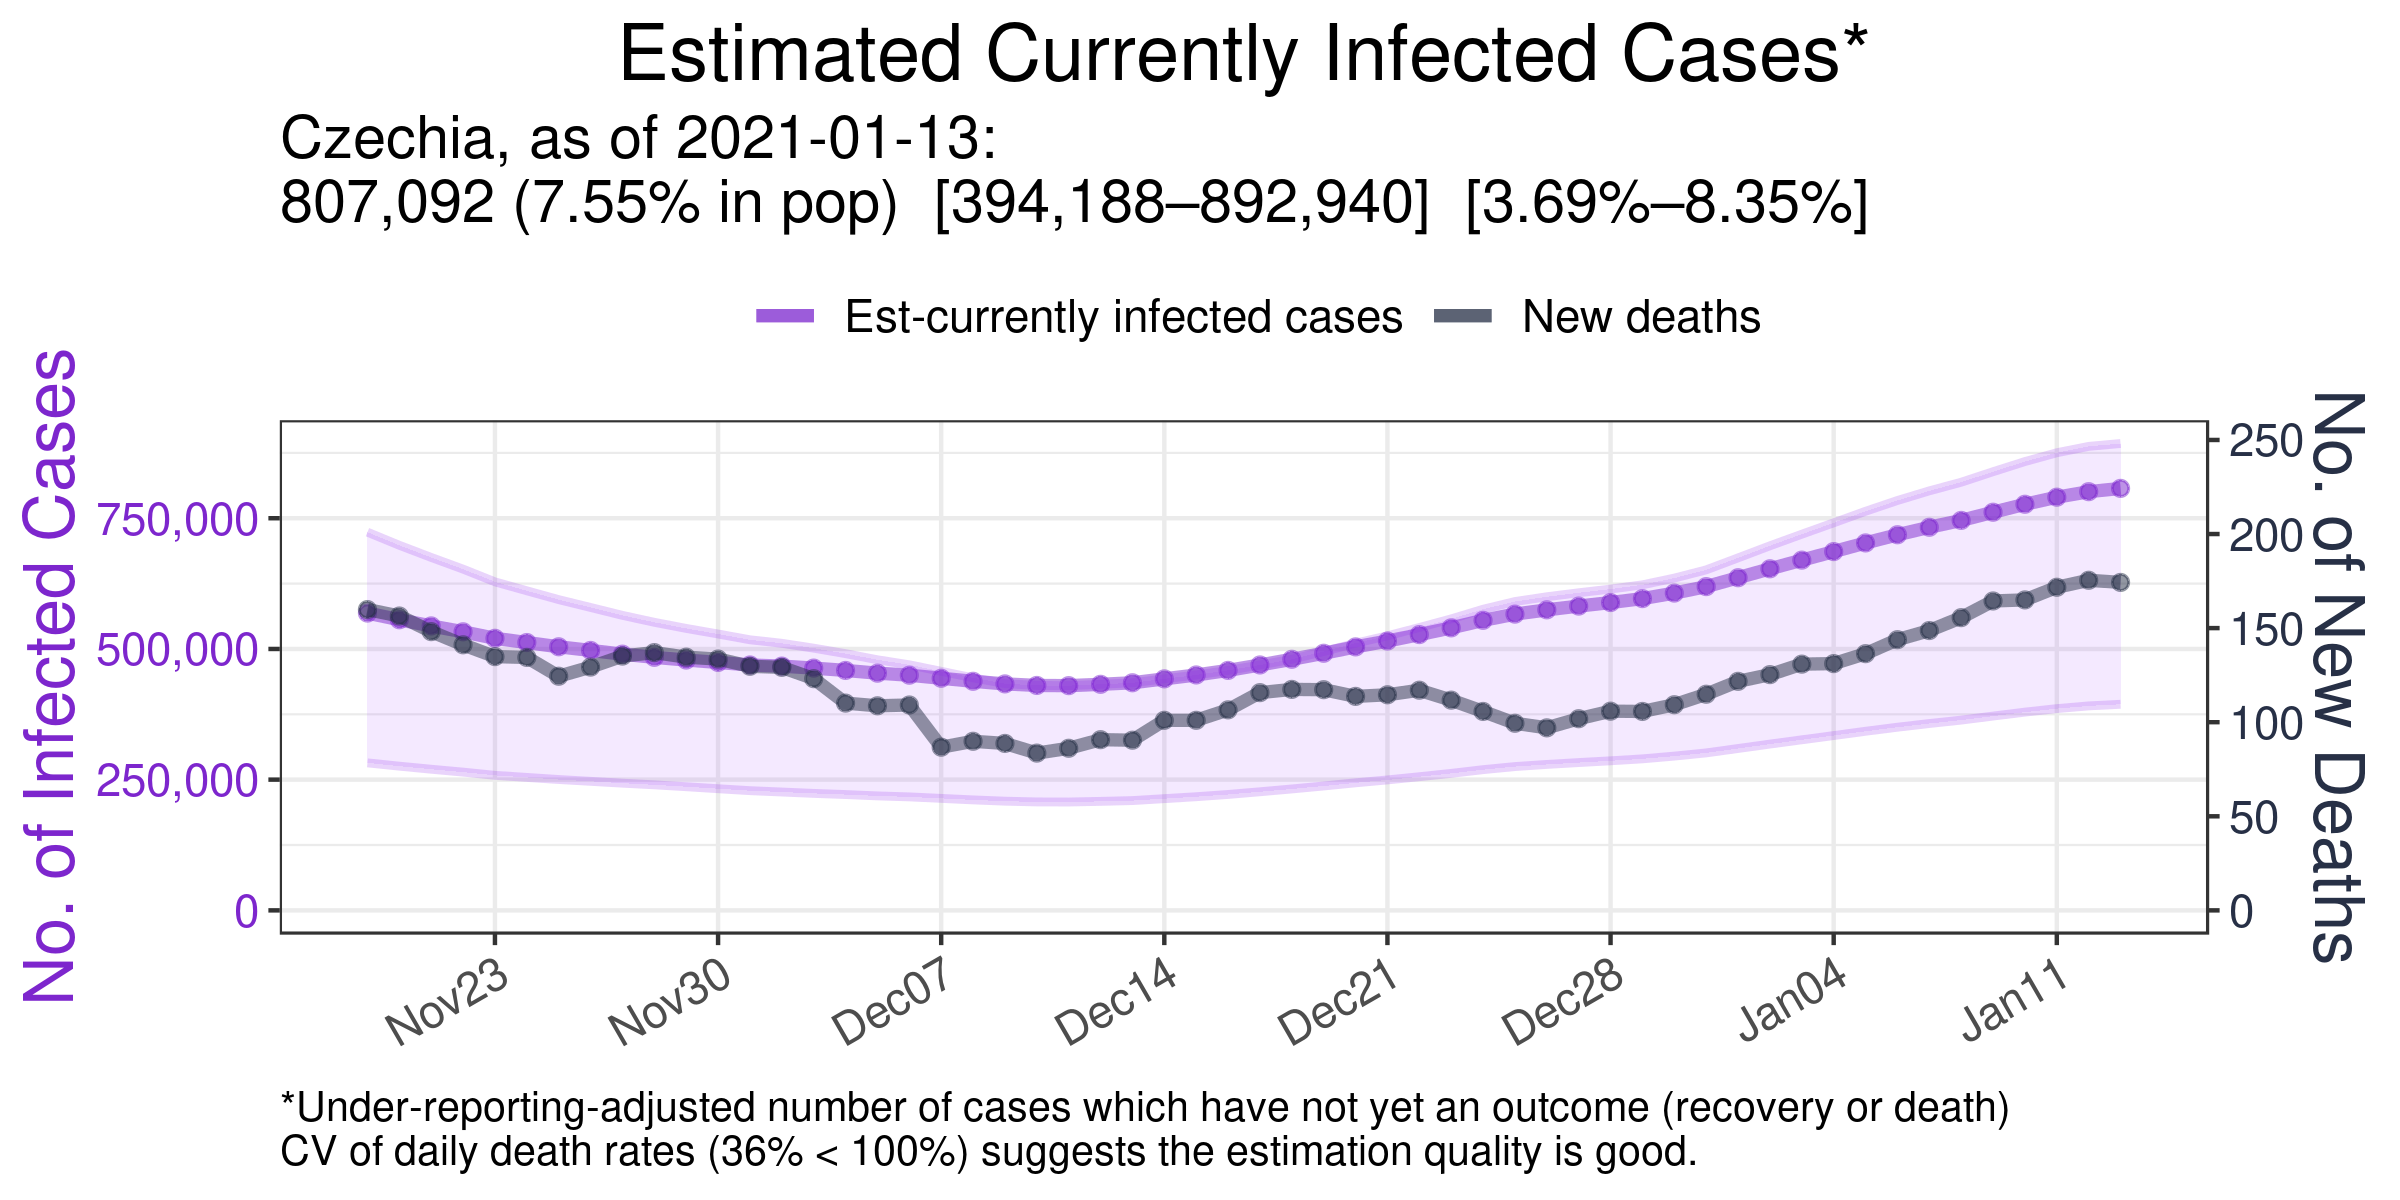 Estimated Currently Infected Cases*
Czechia, as of 2021-01-13:
807,092 (7.55% in pop) [394,188–892,940] [3.69%–8.35%]
Est-currently infected cases
New deaths
No. of Infected Cases
750,000
500,000
250,000
0
250
200
150
100
50
0
No. of New Deaths
Nov23
Nov30
Dec07
Dec14
Dec21
Dec28
Jan04
Jan11
*Under-reporting-adjusted number of cases which have not yet an outcome (recovery or death)
CV of daily death rates (36% < 100%) suggests the estimation quality is good.